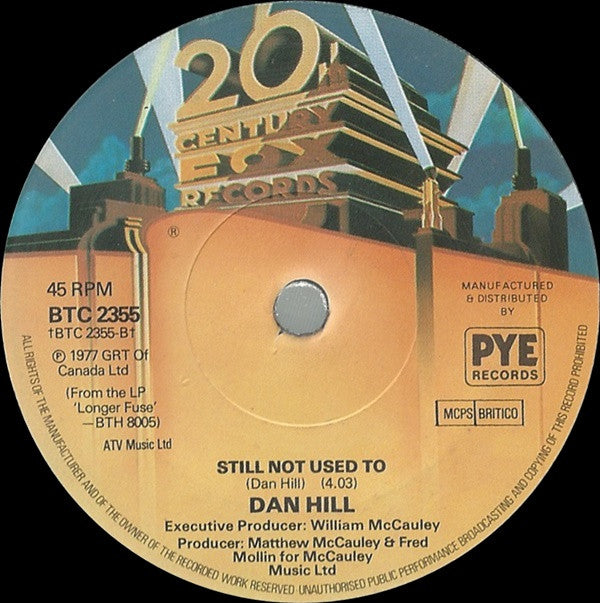 20th
CENTURY
FOX
RECORDS
®
45 RPM
BTC 2355
†BTC 2355-B†
℗ 1977 GRT Of
Canada Ltd
(From the LP
'Longer Fuse'
—BTH 8005)
ATV Music Ltd
MANUFACTURED
& DISTRIBUTED
BY
PYE
RECORDS
MCPS BRITICO
STILL NOT USED TO
(Dan Hill) (4.03)
DAN HILL
Executive Producer: William McCauley
Producer: Matthew McCauley & Fred
Mollin for McCauley
Music Ltd
ALL RIGHTS OF THE MANUFACTURER AND OF THE OWNER OF THE RECORDED WORK RESERVED UNAUTHORISED PUBLIC PERFORMANCE BROADCASTING AND COPYING OF THIS RECORD PROHIBITED